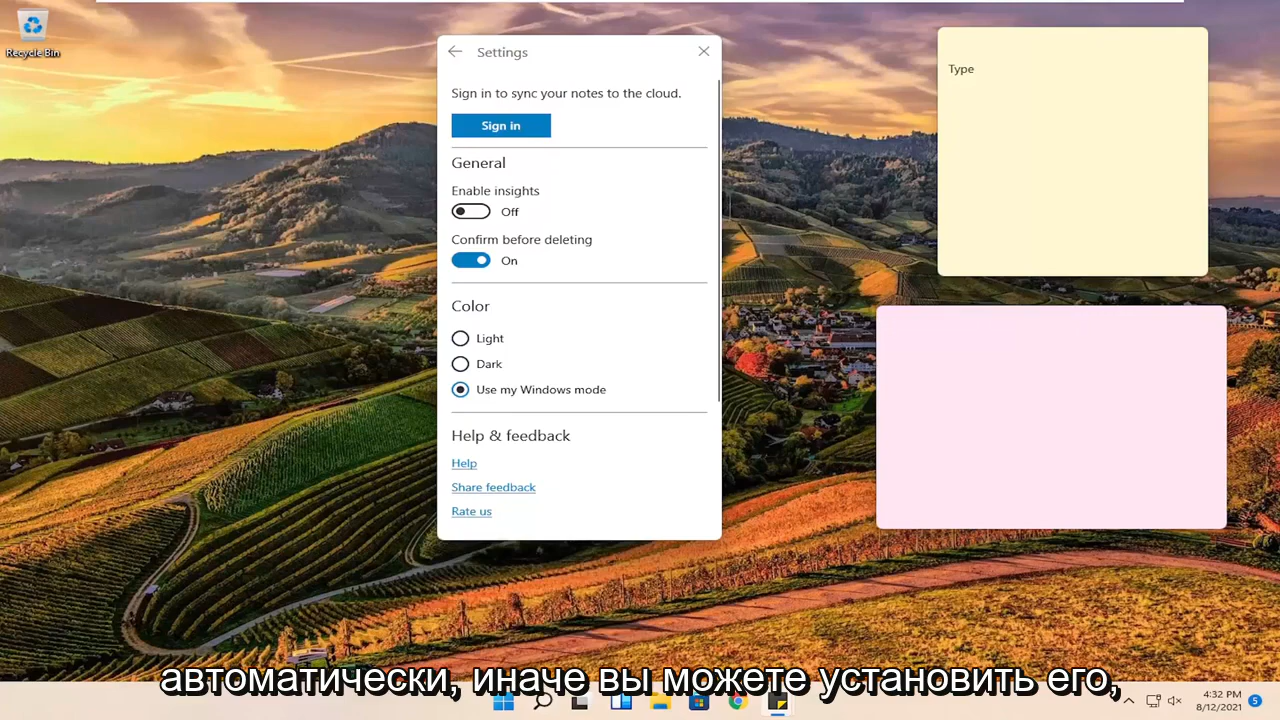 Recycle Bin
Settings
Sign in to sync your notes to the cloud.
Sign in
General
Enable insights
Off
Confirm before deleting
On
Color
Light
Dark
Use my Windows mode
Help & feedback
Help
Share feedback
Rate us
Type
автоматически, иначе вы можете установить его,
4:32 PM
8/12/2021
5